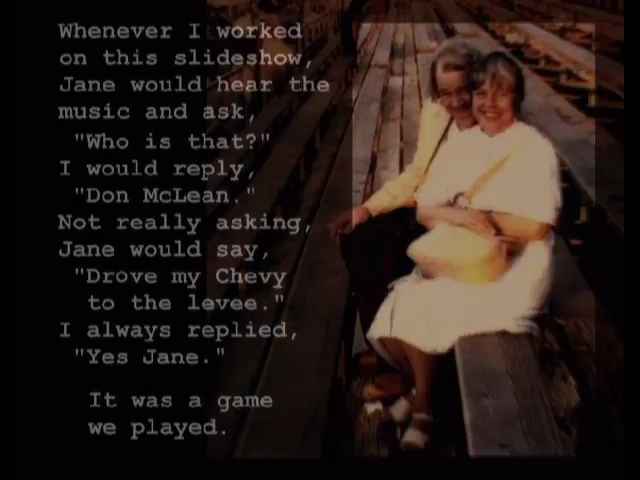 Whenever I worked
on this slideshow,
Jane would hear the
music and ask,
"Who is that?"
I would reply,
"Don McLean."
Not really asking,
Jane would say,
"Drove my Chevy
to the levee."
I always replied,
"Yes Jane."
It was a game
we played.